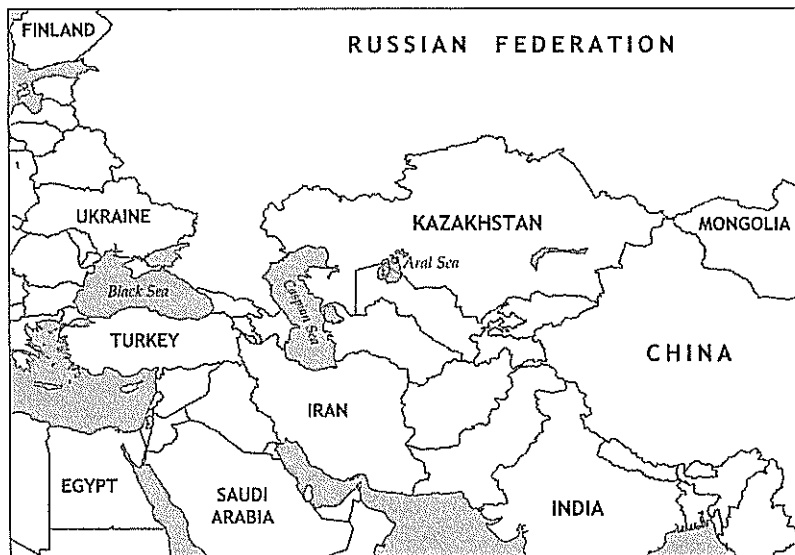 FINLAND
RUSSIAN FEDERATION
UKRAINE
KAZAKHSTAN
MONGOLIA
Aral Sea
Black Sea
Caspian Sea
TURKEY
CHINA
IRAN
EGYPT
SAUDI
ARABIA
INDIA